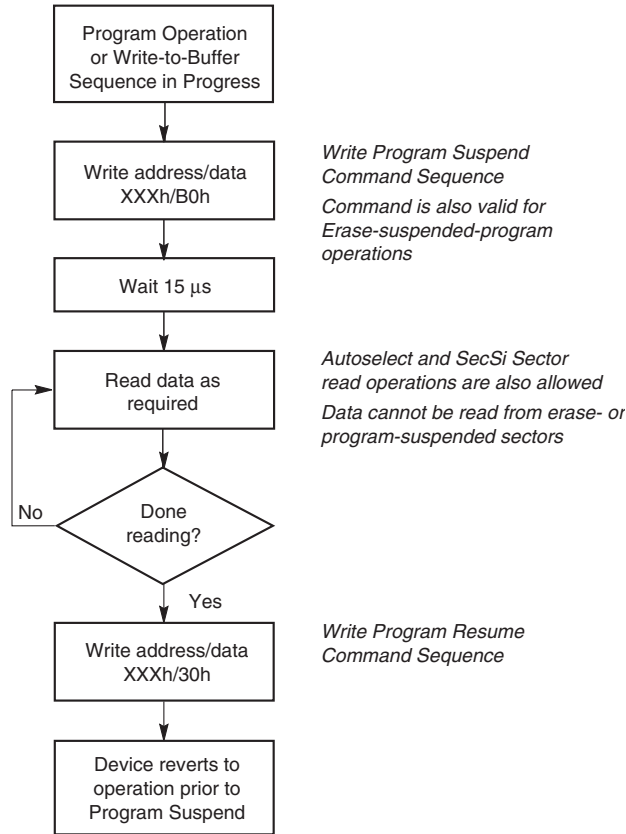 Program Operation
or Write-to-Buffer
Sequence in Progress
Write address/data
XXXh/B0h
Write Program Suspend
Command Sequence
Command is also valid for
Erase-suspended-program
operations
Wait 15 μs
Read data as
required
Autoselect and SecSi Sector
read operations are also allowed
Data cannot be read from erase- or
program-suspended sectors
No
Done
reading?
Yes
Write address/data
XXXh/30h
Write Program Resume
Command Sequence
Device reverts to
operation prior to
Program Suspend